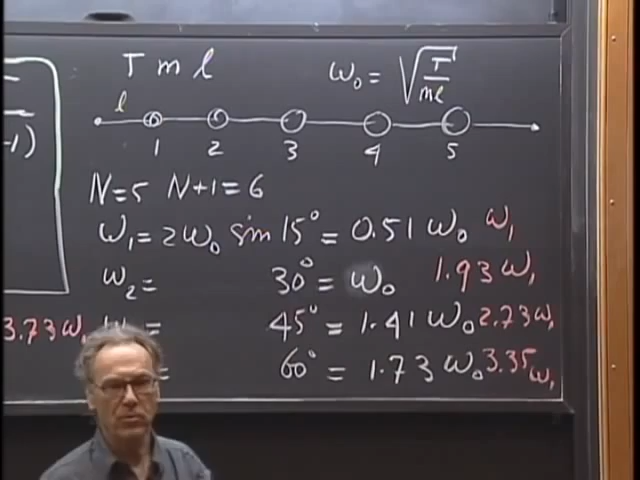 T m l
ω₀ = √(T/ml)
l
1 2 3 4 5
-1)
N=5 N+1=6
ω₁ = 2ω₀ sin 15° = 0.51 ω₀ ω₁
ω₂ = 30° = ω₀ 1.93 ω₁
3.73 ω₁ = 45° = 1.41 ω₀ 2.73 ω₁
= 60° = 1.73 ω₀ 3.35 ω₁